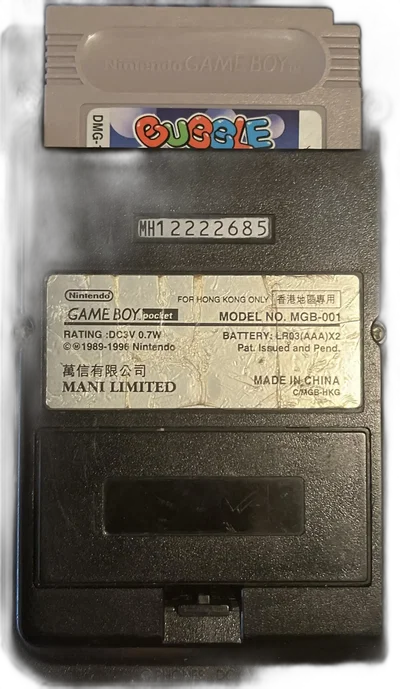 Nintendo GAME BOY TM
BUBBLE
DMG-
MH12222685
Nintendo
FOR HONG KONG ONLY 香港地區專用
GAME BOY pocket MODEL NO. MGB-001
RATING :DC3V 0.7W BATTERY: LR03(AAA)X2
©®1989-1996 Nintendo Pat. Issued and Pend.
萬信有限公司
MANI LIMITED MADE IN CHINA
C/MGB-HKG